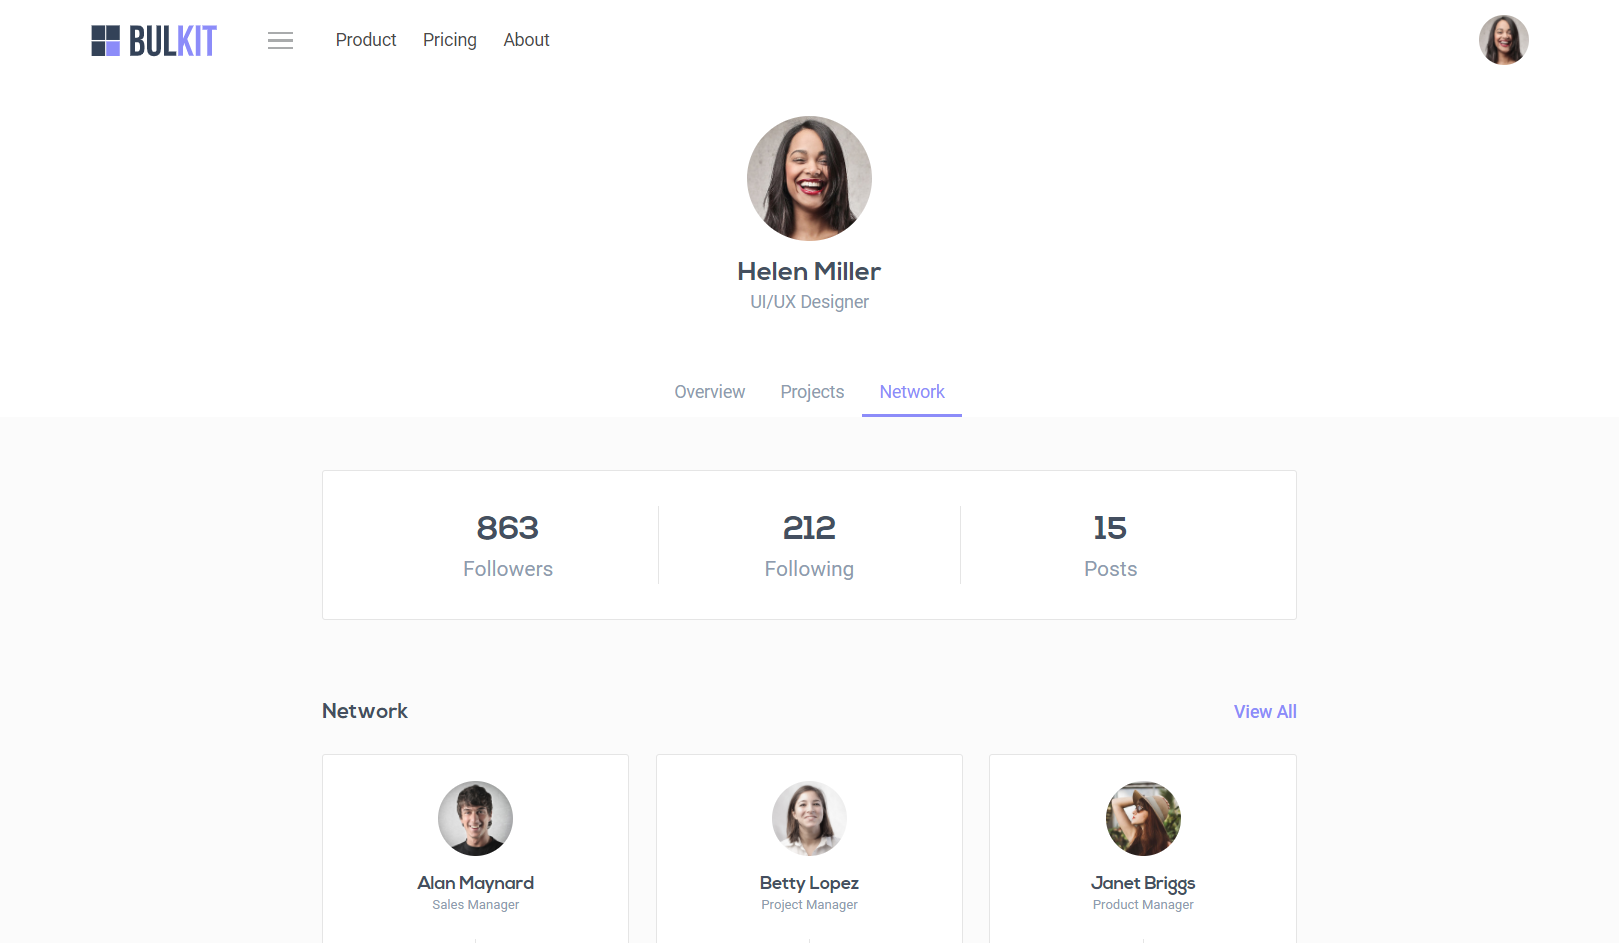 BULKIT
Product Pricing About
Helen Miller
UI/UX Designer
Overview Projects Network
863 212 15
Followers Following Posts
Network View All
Alan Maynard Betty Lopez Janet Briggs
Sales Manager Project Manager Product Manager